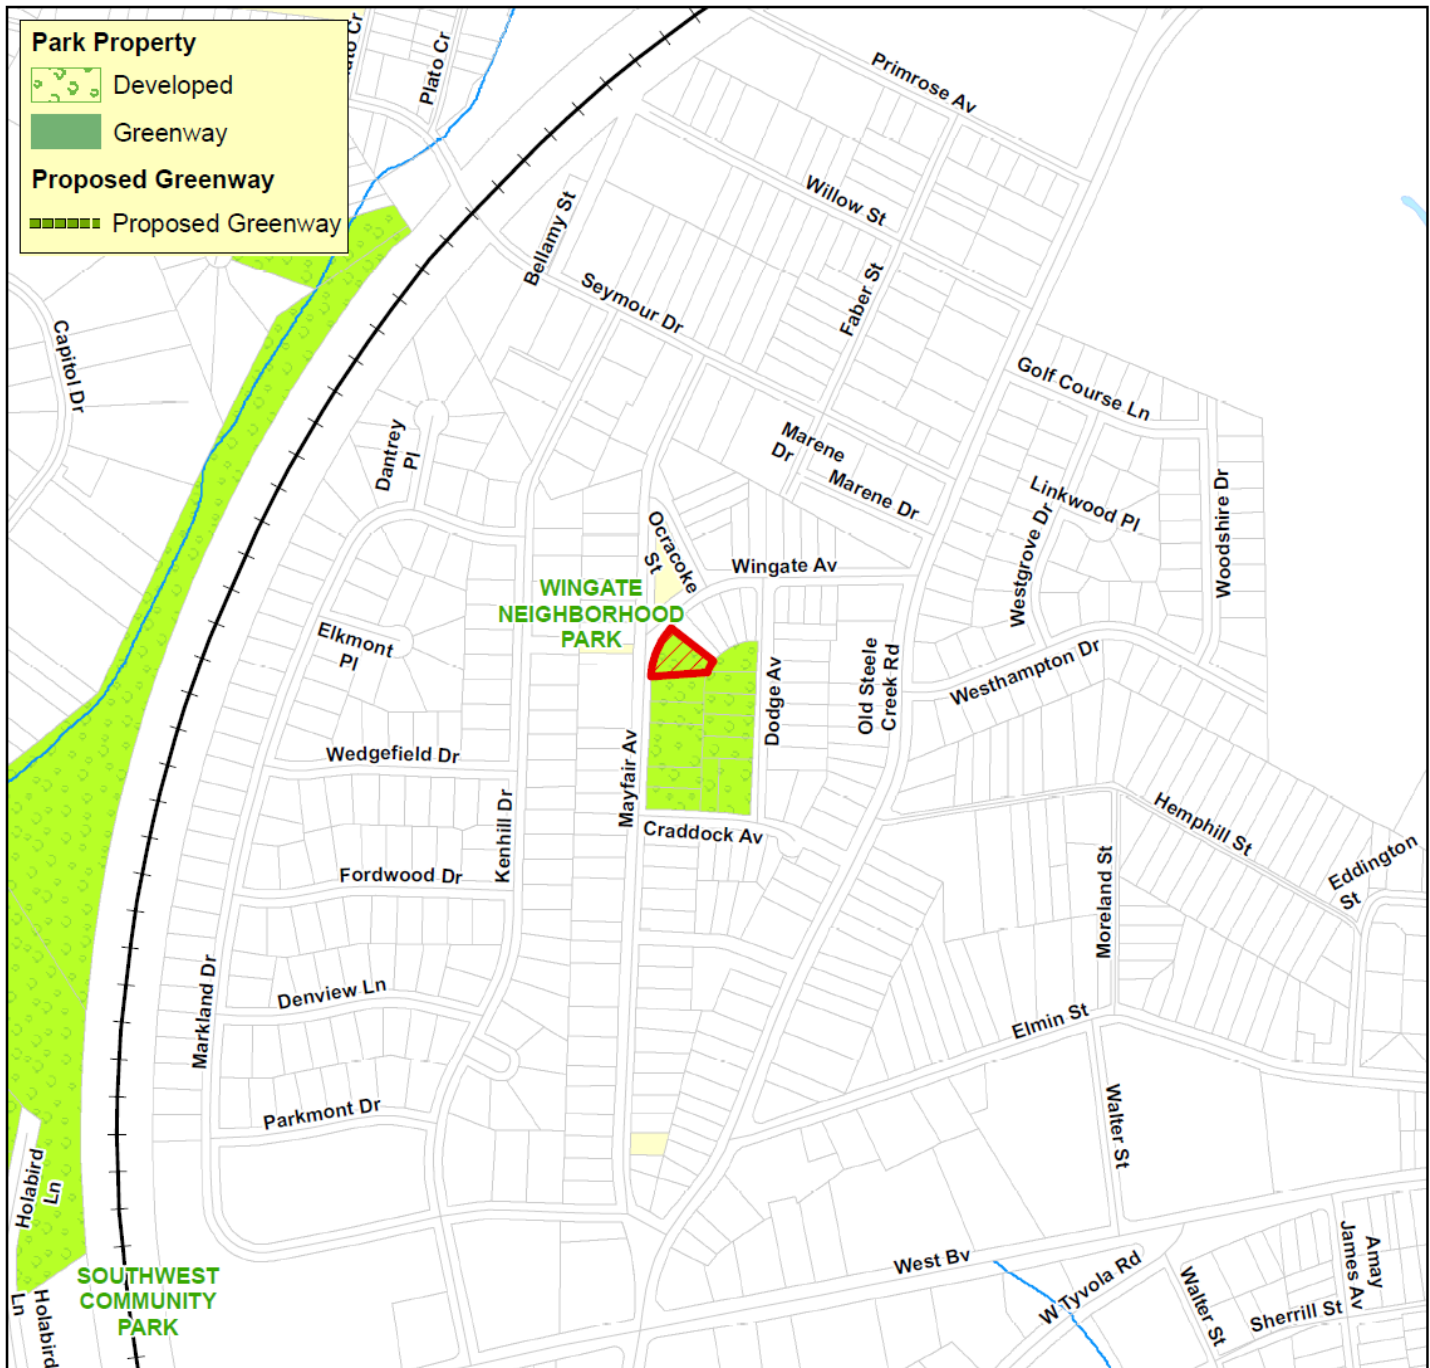 Park Property
Developed
Greenway
Proposed Greenway
Proposed Greenway
Plato Cr
Primrose Av
Willow St
Bellamy St
Seymour Dr
Faber St
Capitol Dr
Golf Course Ln
Dantrey
Pl
Marene
Dr
Marene Dr
Linkwood Pl
Woodshire Dr
Westgrove Dr
Ocracoke
St
Wingate Av
WINGATE
NEIGHBORHOOD
PARK
Elkmont
Pl
Old Steele
Creek Rd
Westhampton Dr
Dodge Av
Wedgefield Dr
Mayfair Av
Kenhill Dr
Craddock Av
Hemphill St
Eddington
St
Fordwood Dr
Moreland St
Markland Dr
Denview Ln
Elmin St
Parkmont Dr
Walter St
Holabird
Ln
West Bv
W Tyvola Rd
Walter St
Amay
James Av
Sherrill St
SOUTHWEST
COMMUNITY
PARK
Holabird
Ln